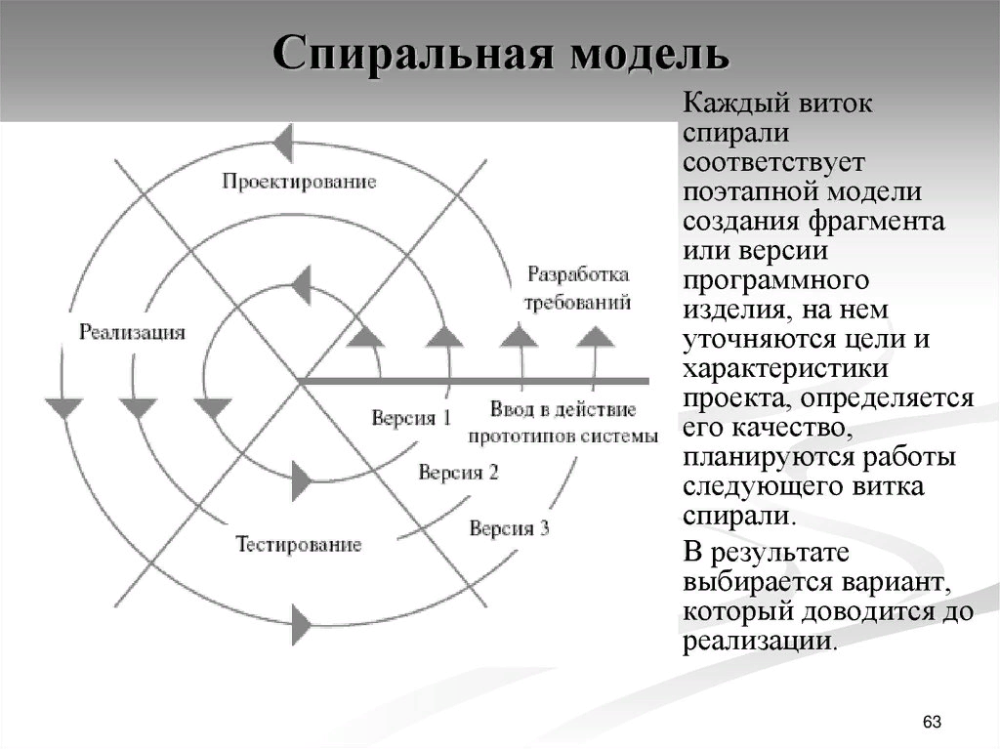 Спиральная модель
Каждый виток
спирали
соответствует
поэтапной модели
создания фрагмента
или версии
программного
изделия, на нем
уточняются цели и
характеристики
проекта, определяется
его качество,
планируются работы
следующего витка
спирали.
В результате
выбирается вариант,
который доводится до
реализации.
Проектирование
Разработка
требований
Реализация
Версия 1
Ввод в действие
прототипов системы
Версия 2
Версия 3
Тестирование
63